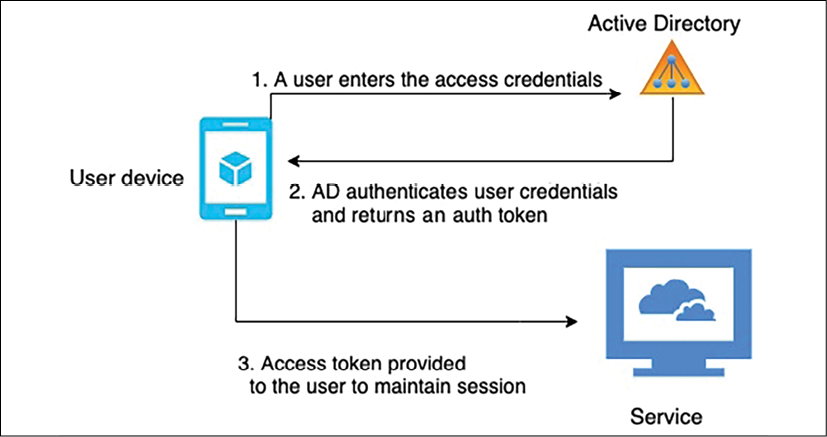 Active Directory
1. A user enters the access credentials
User device
2. AD authenticates user credentials
and returns an auth token
3. Access token provided
to the user to maintain session
Service